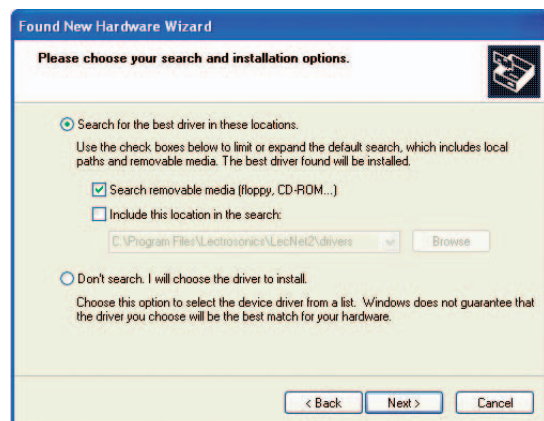 Found New Hardware Wizard
Please choose your search and installation options.
Search for the best driver in these locations.
Use the check boxes below to limit or expand the default search, which includes local
paths and removable media. The best driver found will be installed.
Search removable media (floppy, CD-ROM...)
Include this location in the search:
C:\Program Files\Lectrosonics\LecNet2\drivers
Browse
Don't search. I will choose the driver to install.
Choose this option to select the device driver from a list. Windows does not guarantee that
the driver you choose will be the best match for your hardware.
< Back Next > Cancel